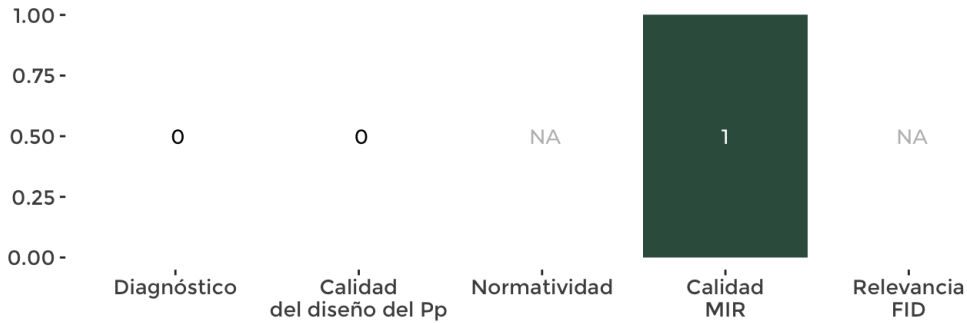 1.00
0.75
0.50
0.25
0.00
0
0
NA
1
NA
Diagnóstico
Calidad
del diseño del Pp
Normatividad
Calidad
MIR
Relevancia
FID